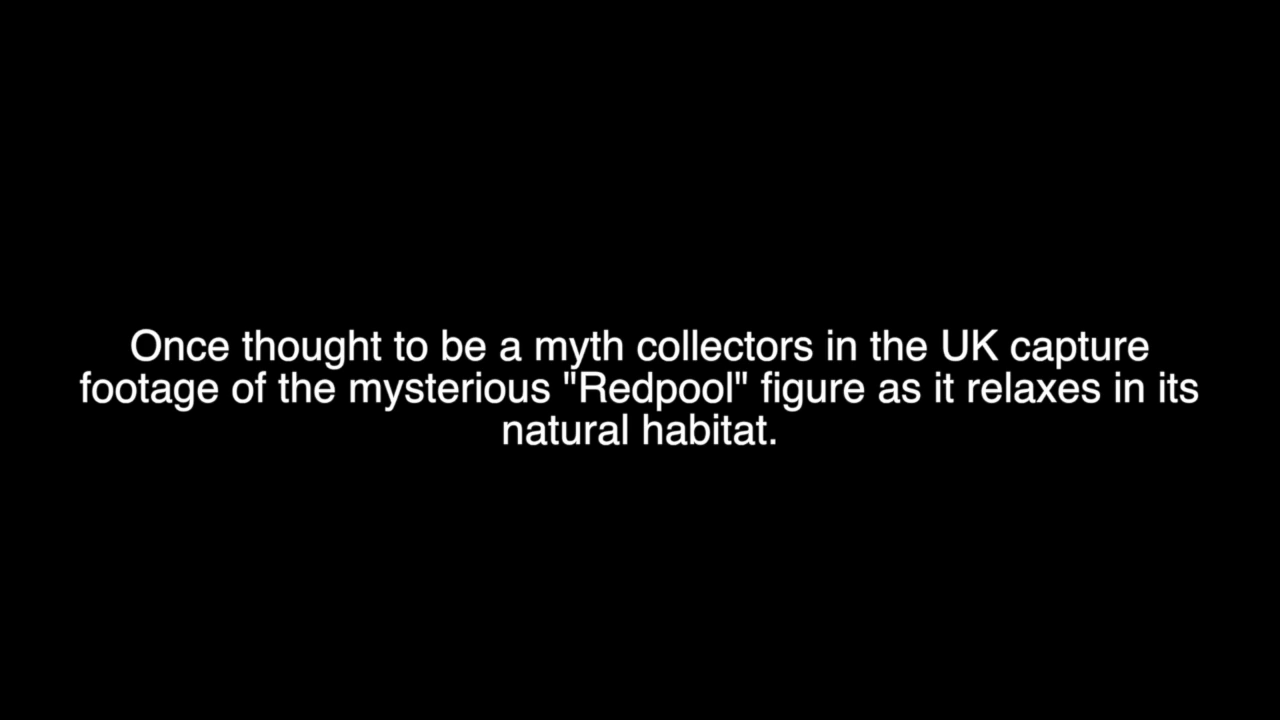 Once thought to be a myth collectors in the UK capture
footage of the mysterious "Redpool" figure as it relaxes in its
natural habitat.